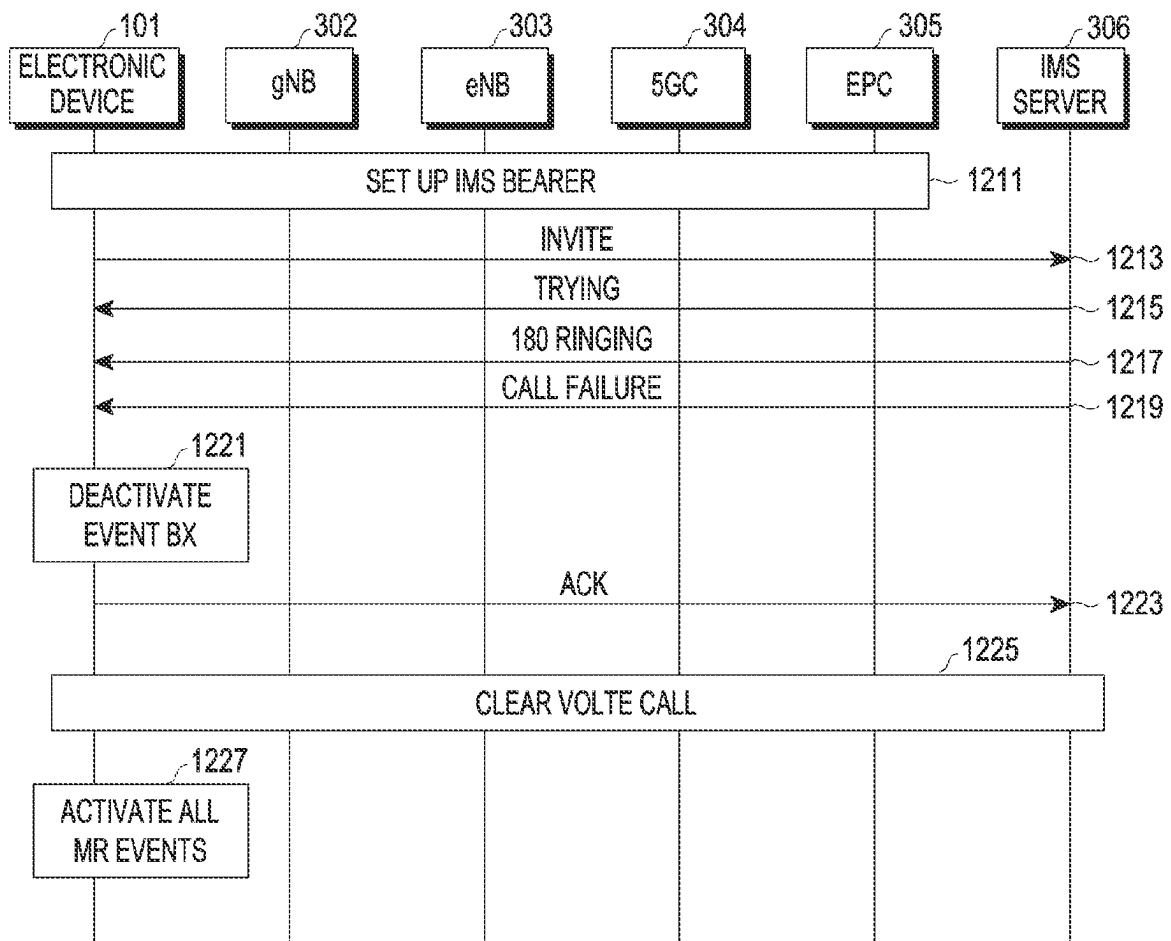 101
302
303
304
305
306
ELECTRONIC
DEVICE
gNB
eNB
5GC
EPC
IMS
SERVER
SET UP IMS BEARER
1211
INVITE
1213
TRYING
1215
180 RINGING
1217
CALL FAILURE
1219
1221
DEACTIVATE
EVENT BX
ACK
1223
1225
CLEAR VOLTE CALL
1227
ACTIVATE ALL
MR EVENTS